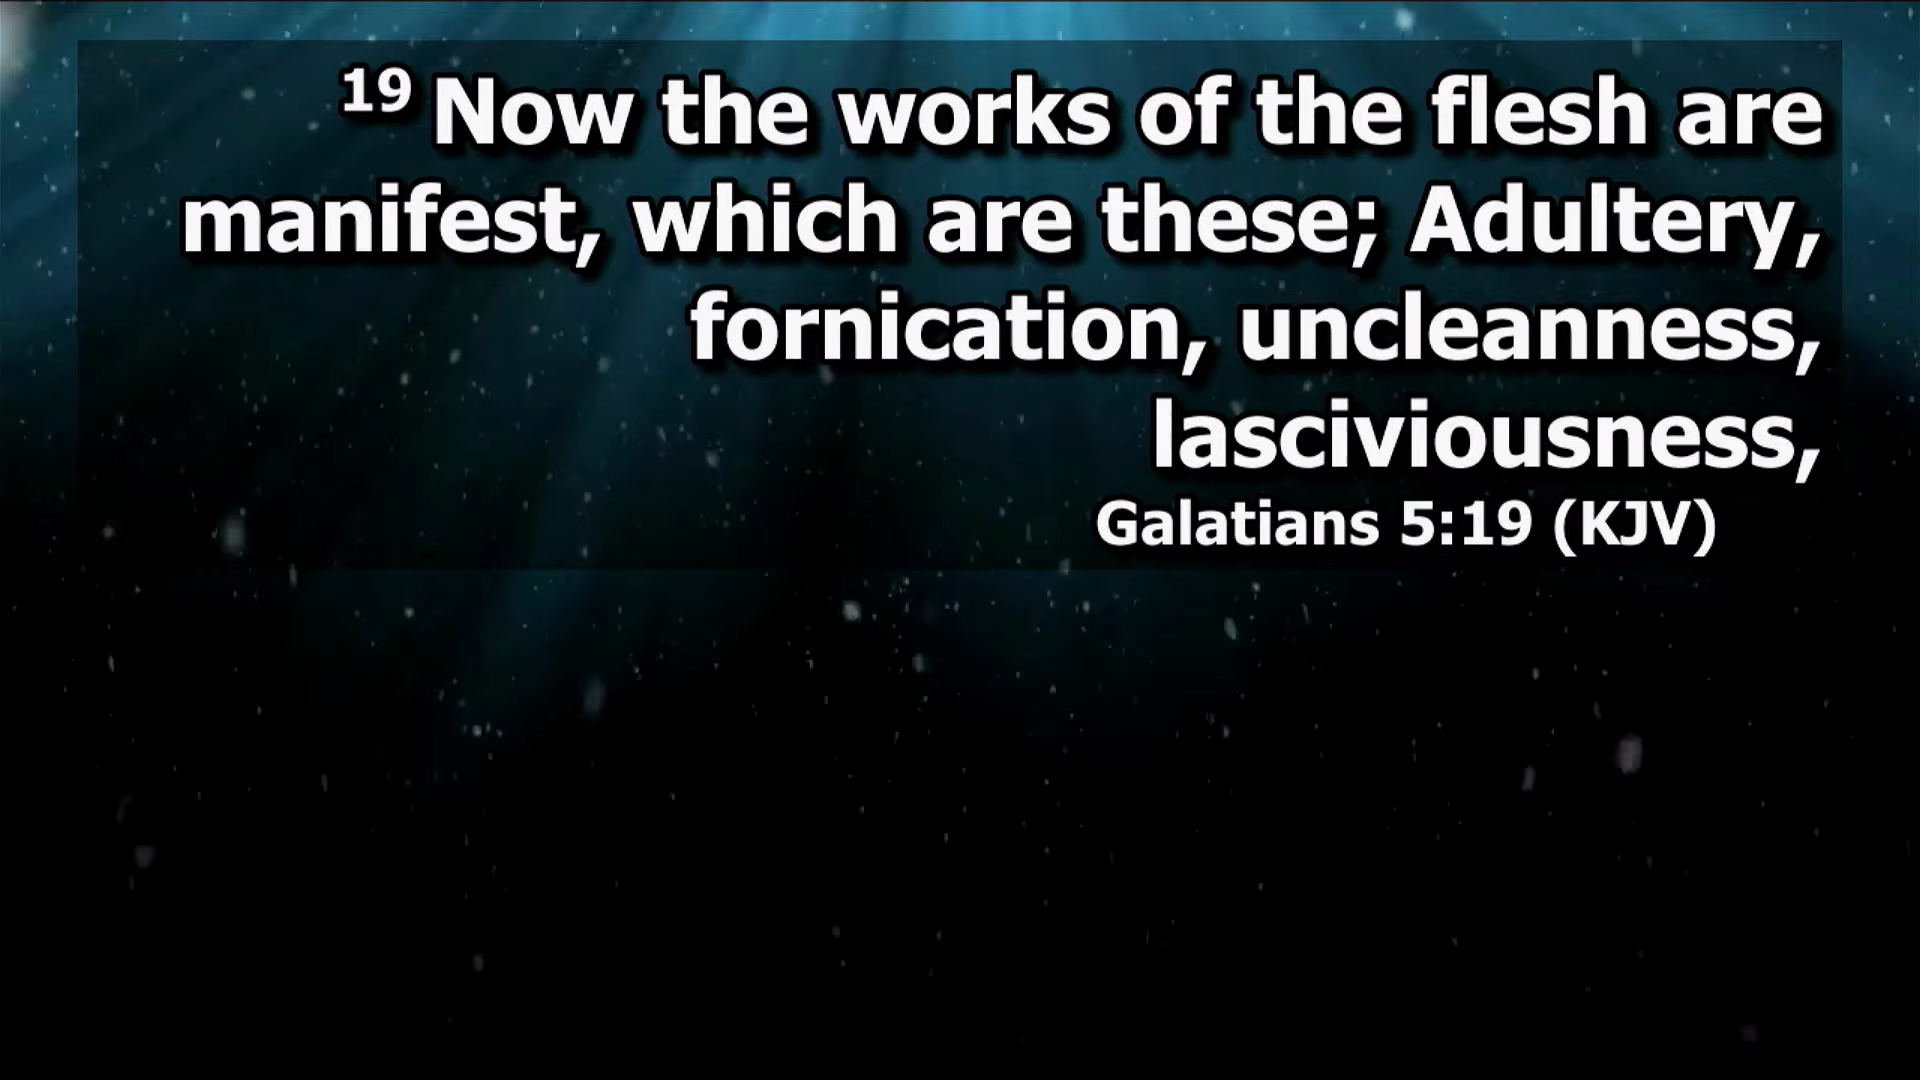 19 Now the works of the flesh are
manifest, which are these; Adultery,
fornication, uncleanness,
lasciviousness,
Galatians 5:19 (KJV)